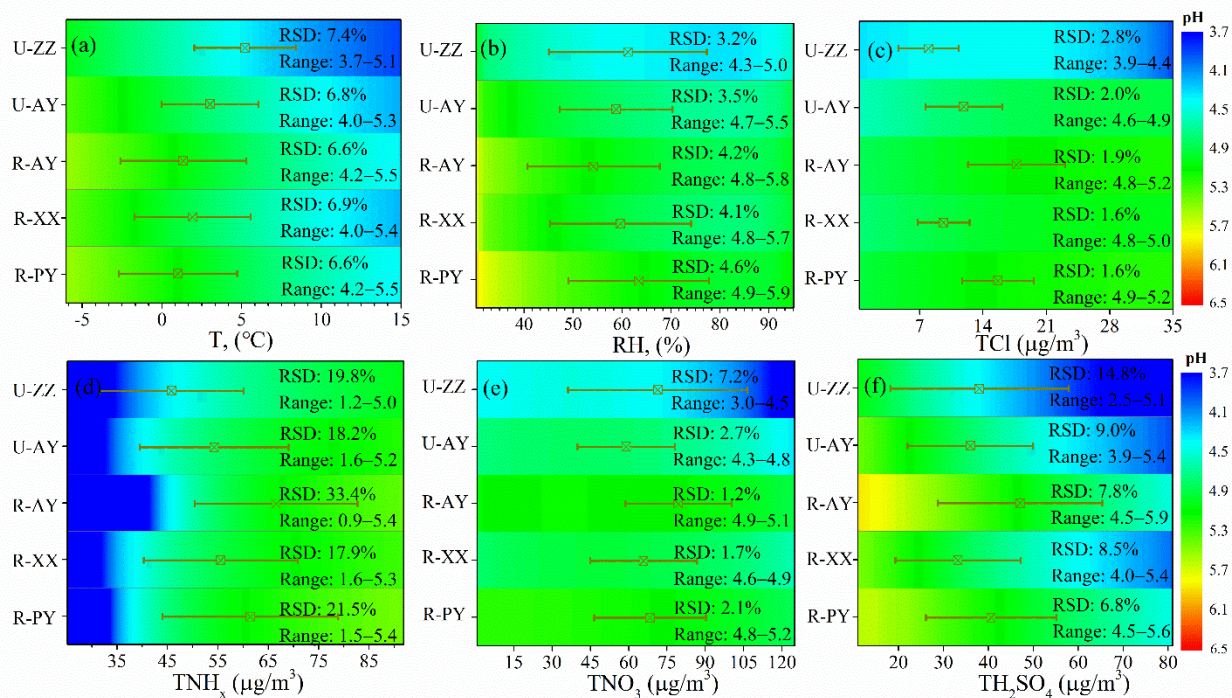 (a)
U-ZZ
RSD: 7.4%
Range: 3.7–5.1
U-AY
RSD: 6.8%
Range: 4.0–5.3
R-AY
RSD: 6.6%
Range: 4.2–5.5
R-XX
RSD: 6.9%
Range: 4.0–5.4
R-PY
RSD: 6.6%
Range: 4.2–5.5
-5 0 5 10 15
T, (°C)
(b)
RSD: 3.2%
Range: 4.3–5.0
RSD: 3.5%
Range: 4.7–5.5
RSD: 4.2%
Range: 4.8–5.8
RSD: 4.1%
Range: 4.8–5.7
RSD: 4.6%
Range: 4.9–5.9
40 50 60 70 80 90
RH, (%)
(c)
U-ZZ
RSD: 2.8%
Range: 3.9–4.4
U-AY
RSD: 2.0%
Range: 4.6–4.9
R-AY
RSD: 1.9%
Range: 4.8–5.2
R-XX
RSD: 1.6%
Range: 4.8–5.0
R-PY
RSD: 1.6%
Range: 4.9–5.2
7 14 21 28 35
TCl (μg/m³)
pH
3.7
4.1
4.5
4.9
5.3
5.7
6.1
6.5
(d)
U-ZZ
RSD: 19.8%
Range: 1.2–5.0
U-AY
RSD: 18.2%
Range: 1.6–5.2
R-AY
RSD: 33.4%
Range: 0.9–5.4
R-XX
RSD: 17.9%
Range: 1.6–5.3
R-PY
RSD: 21.5%
Range: 1.5–5.4
35 45 55 65 75 85
TNHₓ (μg/m³)
(e)
U-ZZ
RSD: 7.2%
Range: 3.0–4.5
U-AY
RSD: 2.7%
Range: 4.3–4.8
R-AY
RSD: 1.2%
Range: 4.9–5.1
R-XX
RSD: 1.7%
Range: 4.6–4.9
R-PY
RSD: 2.1%
Range: 4.8–5.2
15 30 45 60 75 90 105 120
TNO₃ (μg/m³)
(f)
U-ZZ
RSD: 14.8%
Range: 2.5–5.1
U-AY
RSD: 9.0%
Range: 3.9–5.4
R-AY
RSD: 7.8%
Range: 4.5–5.9
R-XX
RSD: 8.5%
Range: 4.0–5.4
R-PY
RSD: 6.8%
Range: 4.5–5.6
20 30 40 50 60 70 80
TH₂SO₄ (μg/m³)
pH
3.7
4.1
4.5
4.9
5.3
5.7
6.1
6.5